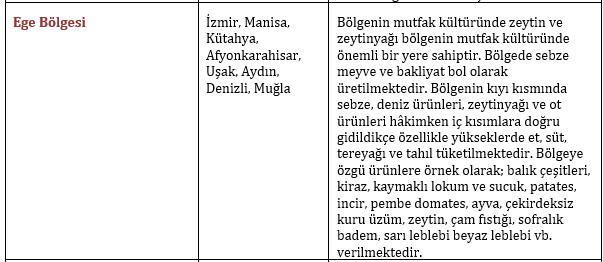 Ege Bölgesi
İzmir, Manisa,
Kütahya,
Afyonkarahisar,
Uşak, Aydın,
Denizli, Muğla
Bölgenin mutfak kültüründe zeytin ve
zeytinyağı bölgenin mutfak kültüründe
önemli bir yere sahiptir. Bölgede sebze
meyve ve bakliyat bol olarak
üretilmektedir. Bölgenin kıyı kısmında
sebze, deniz ürünleri, zeytinyağı ve ot
ürünleri hâkimken iç kısımlara doğru
gidildikçe özellikle yükseklerde et, süt,
tereyağı ve tahıl tüketilmektedir. Bölgeye
özgü ürünlere örnek olarak; balık çeşitleri,
kiraz, kaymaklı lokum ve sucuk, patates,
incir, pembe domates, ayva, çekirdeksiz
kuru üzüm, zeytin, çam fıstığı, sofralık
badem, sarı leblebi beyaz leblebi vb.
verilmektedir.